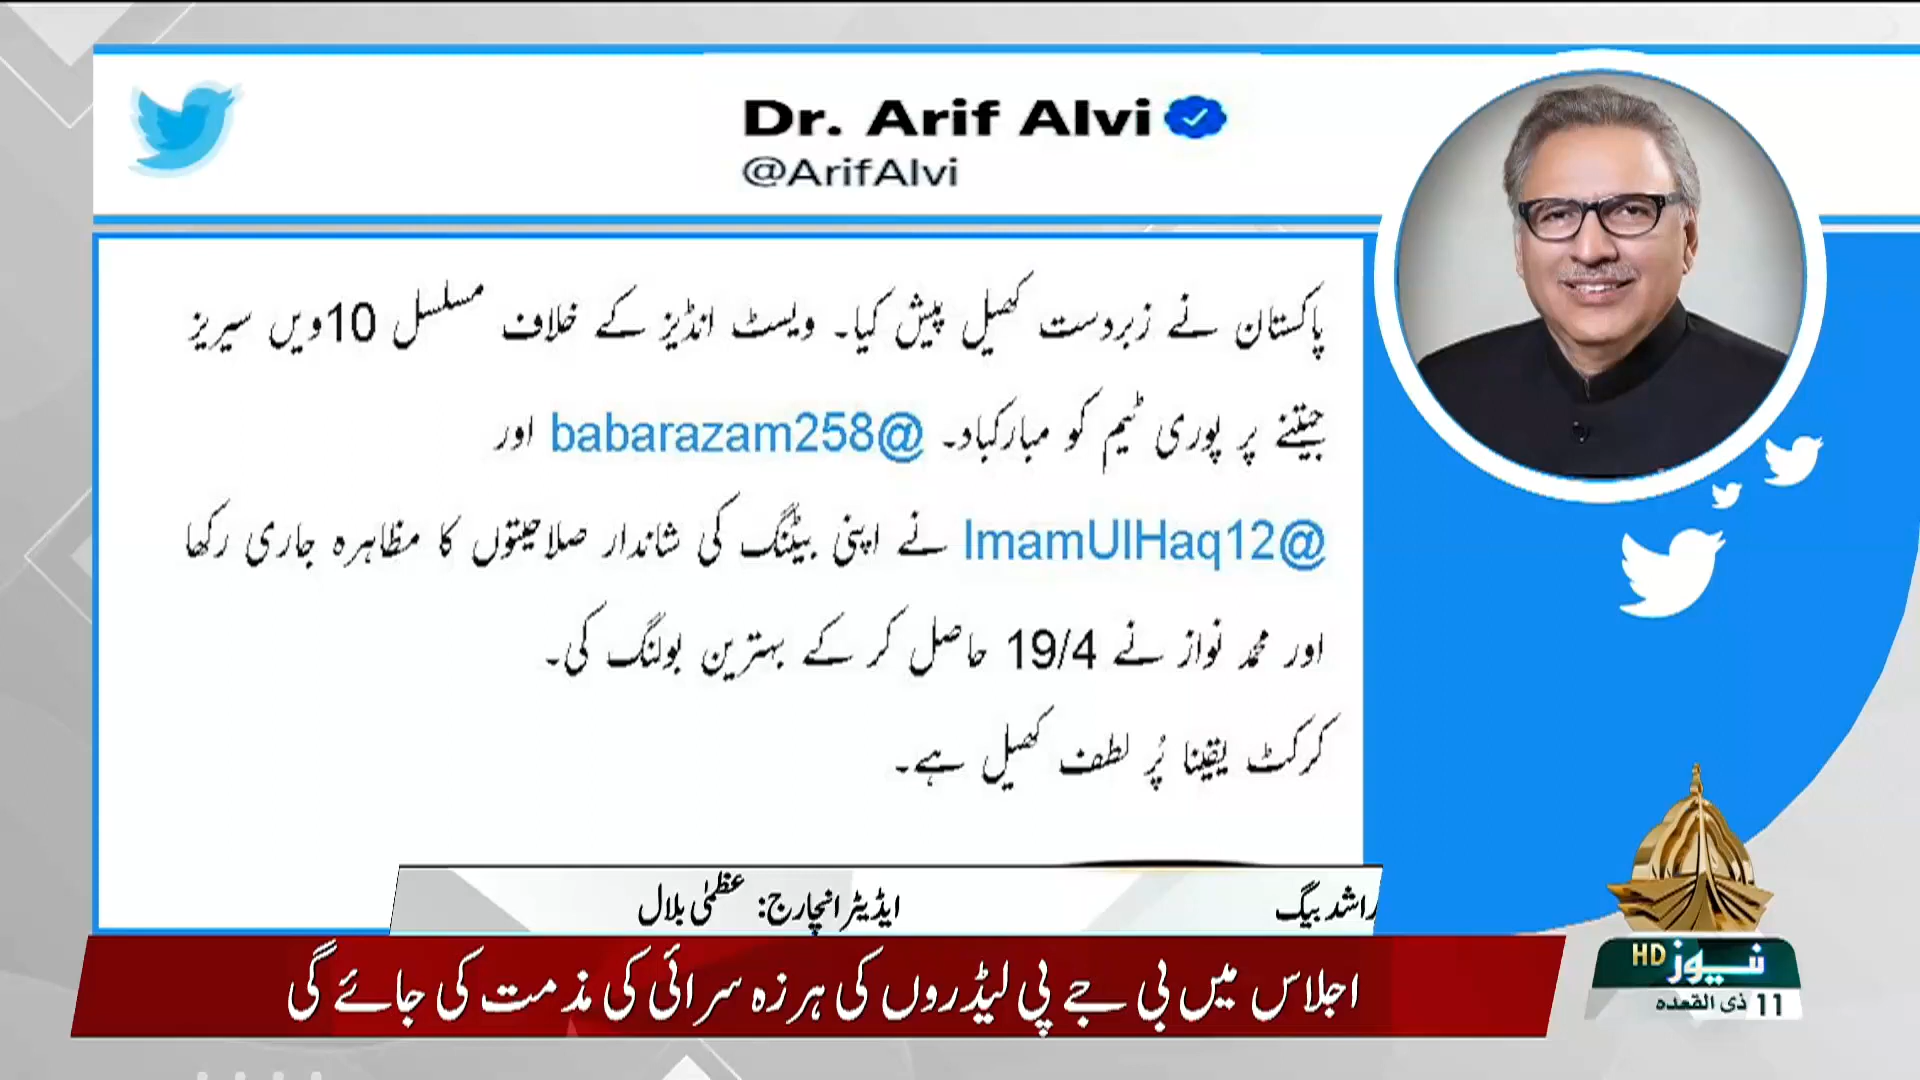 Dr. Arif Alvi
@ArifAlvi
پاکستان نے زبردست کھیل پیش کیا۔ ویسٹ انڈیز کے خلاف مسلسل 10ویں سیریز
جیتنے پر پوری ٹیم کو مبارکباد۔ @babarazam258 اور
@ImamUlHaq12 نے اپنی بیٹنگ کی شاندار صلاحیتوں کا مظاہرہ جاری رکھا
اور محمد نواز نے 19/4 حاصل کر کے بہترین بولنگ کی۔
کرکٹ یقینا پُر لطف کھیل ہے۔
راشد بیگ ایڈیٹر انچارج: عظمیٰ بلال
اجلاس میں بی جے پی لیڈروں کی ہرزہ سرائی کی مذمت کی جائے گی
نیوز HD
11 ذی القعدہ